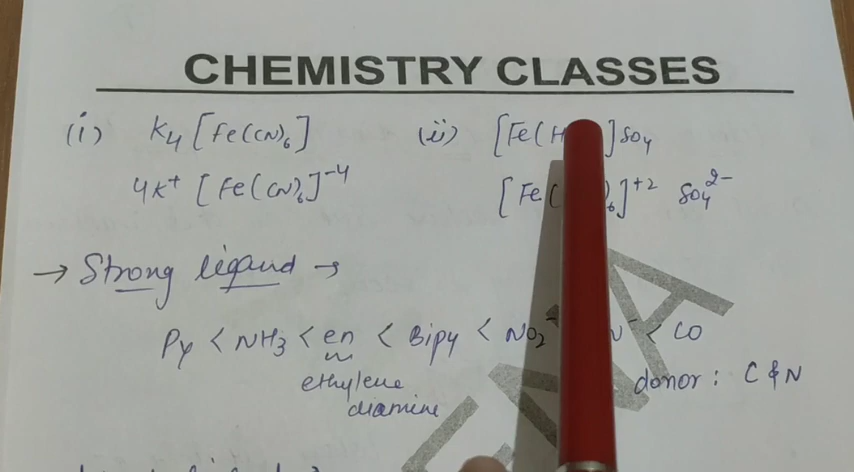 CHEMISTRY CLASSES
(i) K4 [Fe(CN)6] (ii) [Fe(H ]SO4
4K+ [Fe(CN)6]-4 [Fe( )6]+2 SO4 2-
→ Strong ligand →
Py < NH3 < en < Bipy < NO2- N- < CO
ethylene donor : C & N
diamine